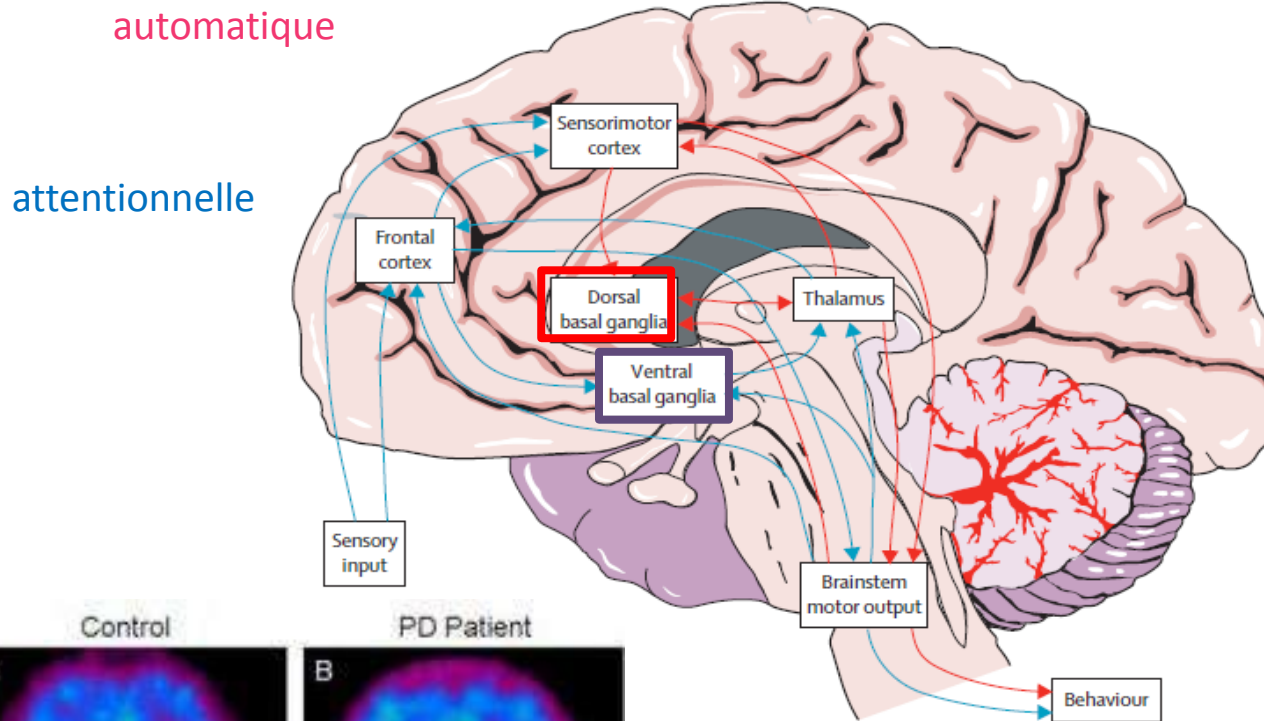 automatique
attentionnelle
Sensorimotor
cortex
Frontal
cortex
Dorsal
basal ganglia
Thalamus
Ventral
basal ganglia
Sensory
input
Brainstem
motor output
Behaviour
Control
PD Patient
B